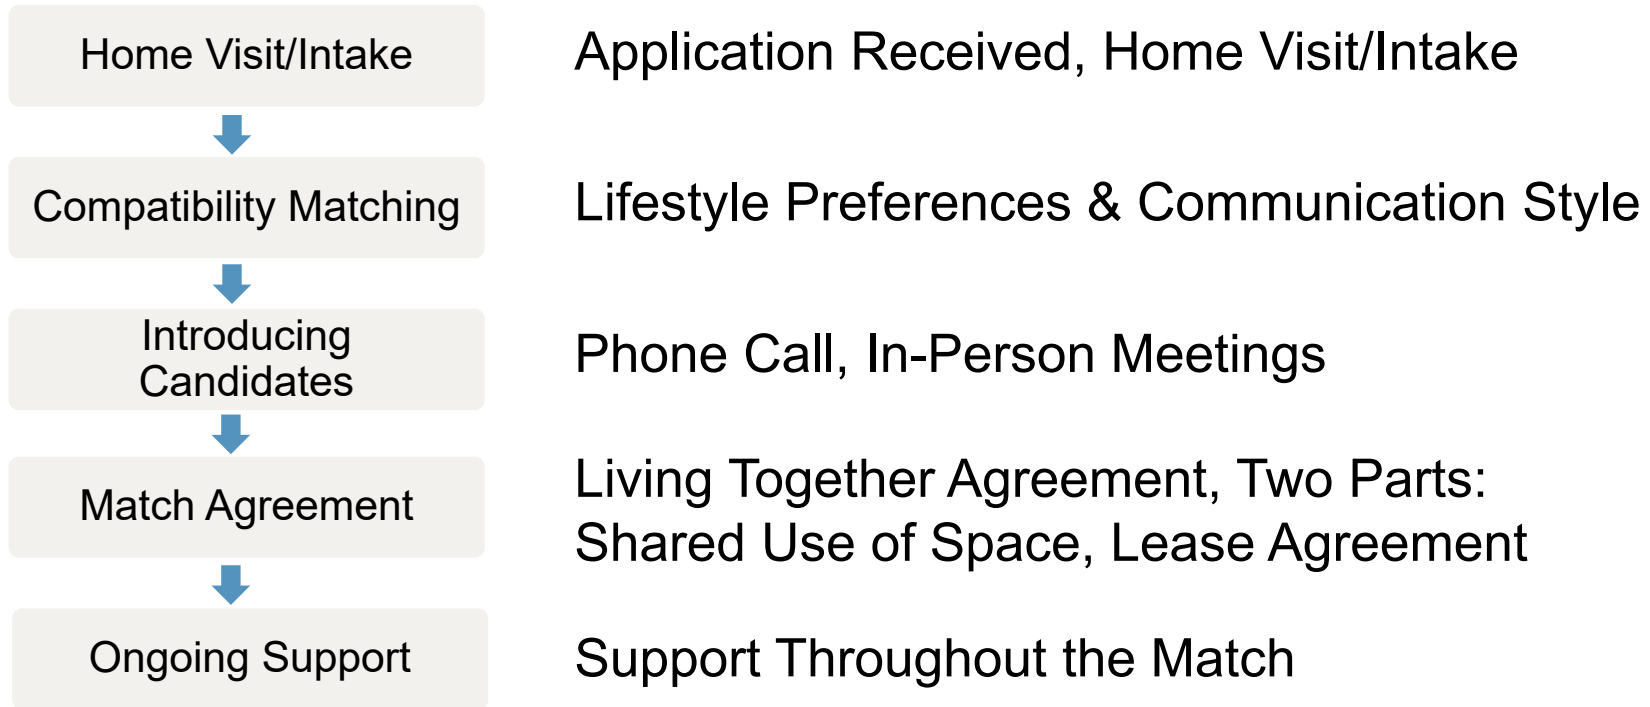 Home Visit/Intake
Application Received, Home Visit/Intake
Compatibility Matching
Lifestyle Preferences & Communication Style
Introducing
Candidates
Phone Call, In-Person Meetings
Match Agreement
Living Together Agreement, Two Parts:
Shared Use of Space, Lease Agreement
Ongoing Support
Support Throughout the Match